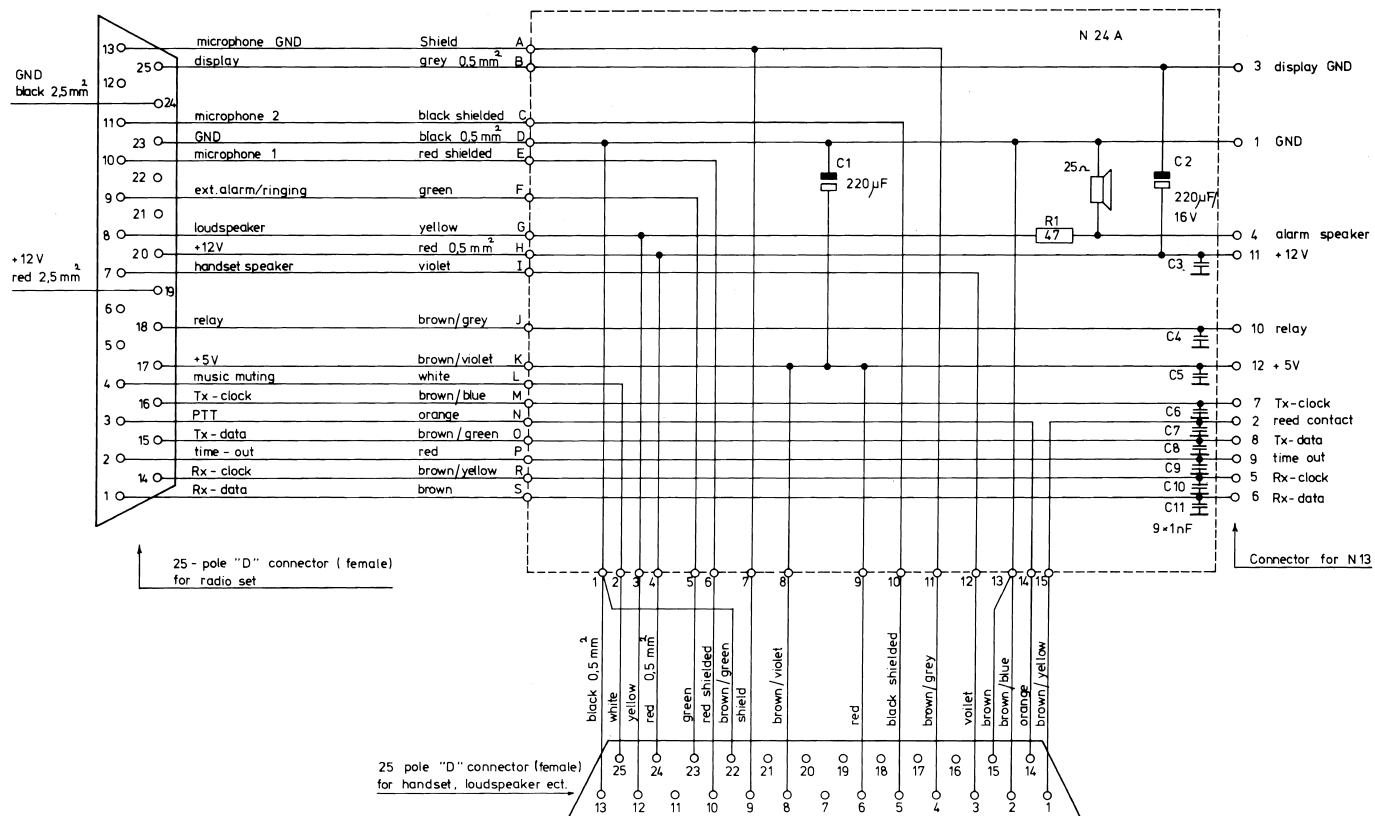 N 24 A
13 microphone GND Shield A
25 display grey 0,5 mm² B
3 display GND
GND
black 2,5 mm²
12
24
11 microphone 2 black shielded C
23 GND black 0,5 mm² D
1 GND
10 microphone 1 red shielded E
22
C1
220µF
25Ω
C2
220µF/
16V
9 ext.alarm/ringing green F
21
8 loudspeaker yellow G
R1
47
4 alarm speaker
20 +12V red 0,5 mm² H
C3
11 +12V
+12V
red 2,5 mm²
7 handset speaker violet I
19
6
18 relay brown/grey J
C4
10 relay
5
17 +5V brown/violet K
C5
12 +5V
4 music muting white L
16 Tx-clock brown/blue M
C6
7 Tx-clock
3 PTT orange N
C7
2 reed contact
15 Tx-data brown/green O
C8
8 Tx-data
2 time-out red P
C9
9 time out
14 Rx-clock brown/yellow R
C10
5 Rx-clock
1 Rx-data brown S
C11
6 Rx-data
9×1nF
25-pole "D" connector (female)
for radio set
Connector for N13
1 2 3 4 5 6 7 8 9 10 11 12 13 14 15
black 0,5 mm²
white
yellow
red 0,5 mm²
green
red shielded
brown/green
shield
brown/violet
red
black shielded
brown/grey
voilet
brown
brown/blue
orange
brown/yellow
25 pole "D" connector (female)
for handset, loudspeaker ect.
25 24 23 22 21 20 19 18 17 16 15 14
13 12 11 10 9 8 7 6 5 4 3 2 1